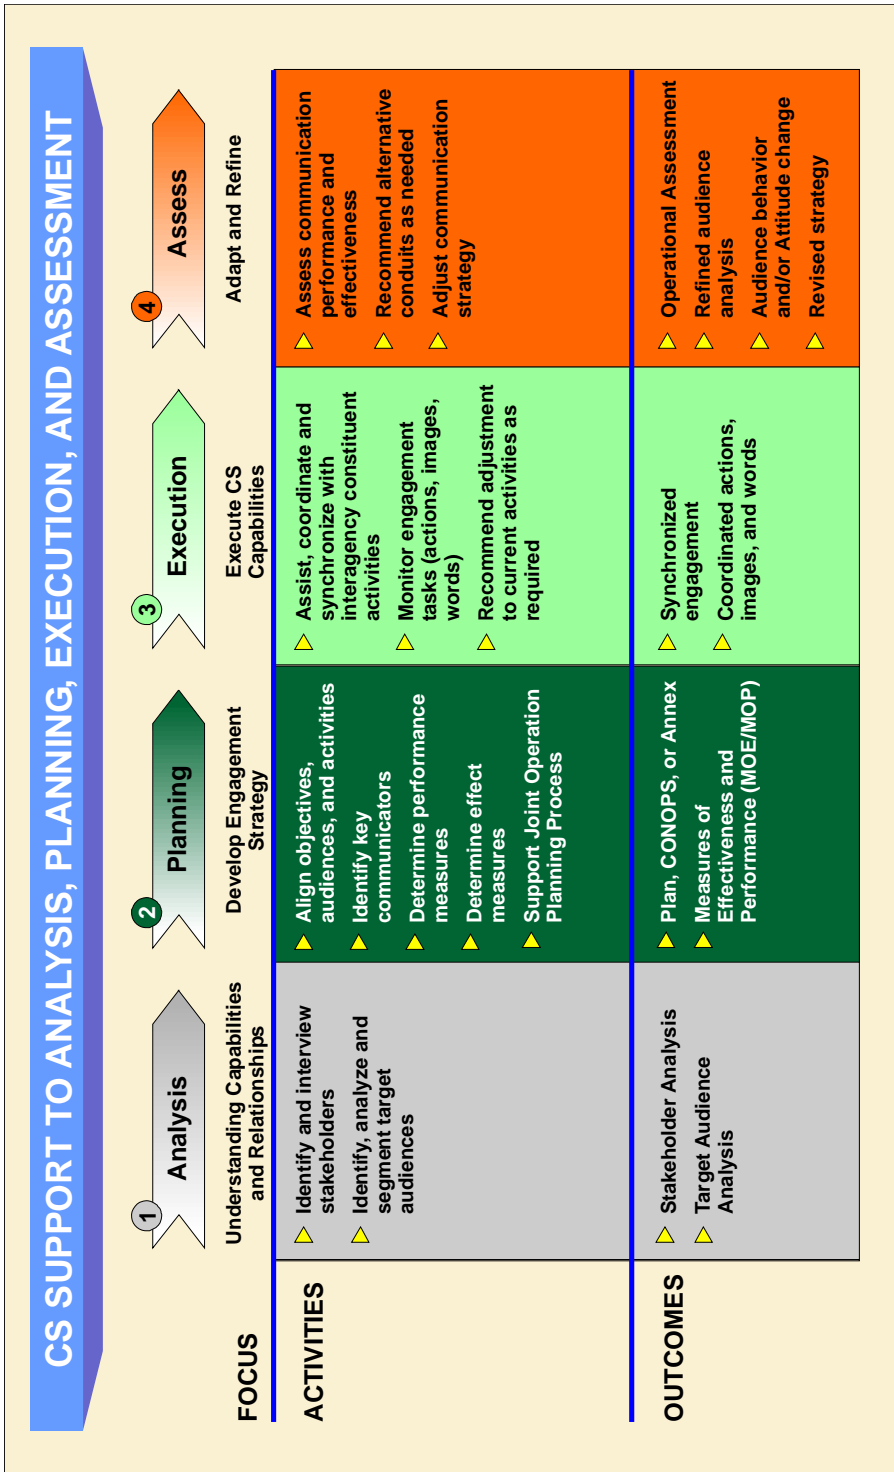 CS SUPPORT TO ANALYSIS, PLANNING, EXECUTION, AND ASSESSMENT
1
Analysis
2
Planning
3
Execution
4
Assess
FOCUS
Understanding Capabilities
and Relationships
Develop Engagement
Strategy
Execute CS
Capabilities
Adapt and Refine
ACTIVITIES
Identify and interview
stakeholders
Identify, analyze and
segment target
audiences
Align objectives,
audiences, and activities
Identify key
communicators
Determine performance
measures
Determine effect
measures
Support Joint Operation
Planning Process
Assist, coordinate and
synchronize with
interagency constituent
activities
Monitor engagement
tasks (actions, images,
words)
Recommend adjustment
to current activities as
required
Assess communication
performance and
effectiveness
Recommend alternative
conduits as needed
Adjust communication
strategy
OUTCOMES
Stakeholder Analysis
Target Audience
Analysis
Plan, CONOPS, or Annex
Measures of
Effectiveness and
Performance (MOE/MOP)
Synchronized
engagement
Coordinated actions,
images, and words
Operational Assessment
Refined audience
analysis
Audience behavior
and/or Attitude change
Revised strategy